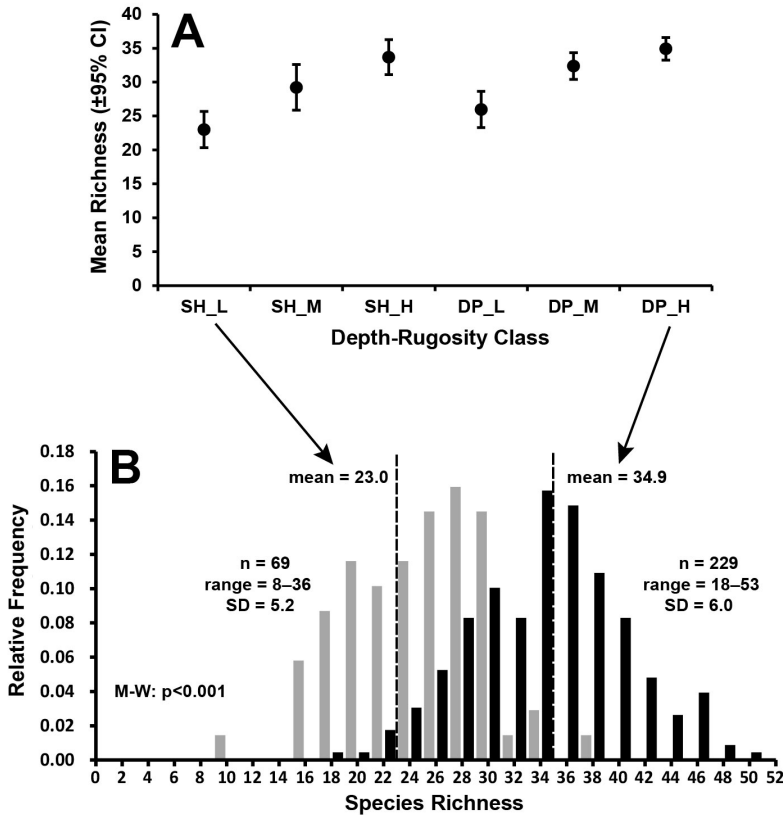 A
Mean Richness (±95% CI)
40
35
30
25
20
15
10
5
0
SH_L SH_M SH_H DP_L DP_M DP_H
Depth-Rugosity Class
B
Relative Frequency
0.18
0.16
0.14
0.12
0.10
0.08
0.06
0.04
0.02
0.00
mean = 23.0
mean = 34.9
n = 69
range = 8–36
SD = 5.2
n = 229
range = 18–53
SD = 6.0
M-W: p<0.001
0 2 4 6 8 10 12 14 16 18 20 22 24 26 28 30 32 34 36 38 40 42 44 46 48 50 52
Species Richness